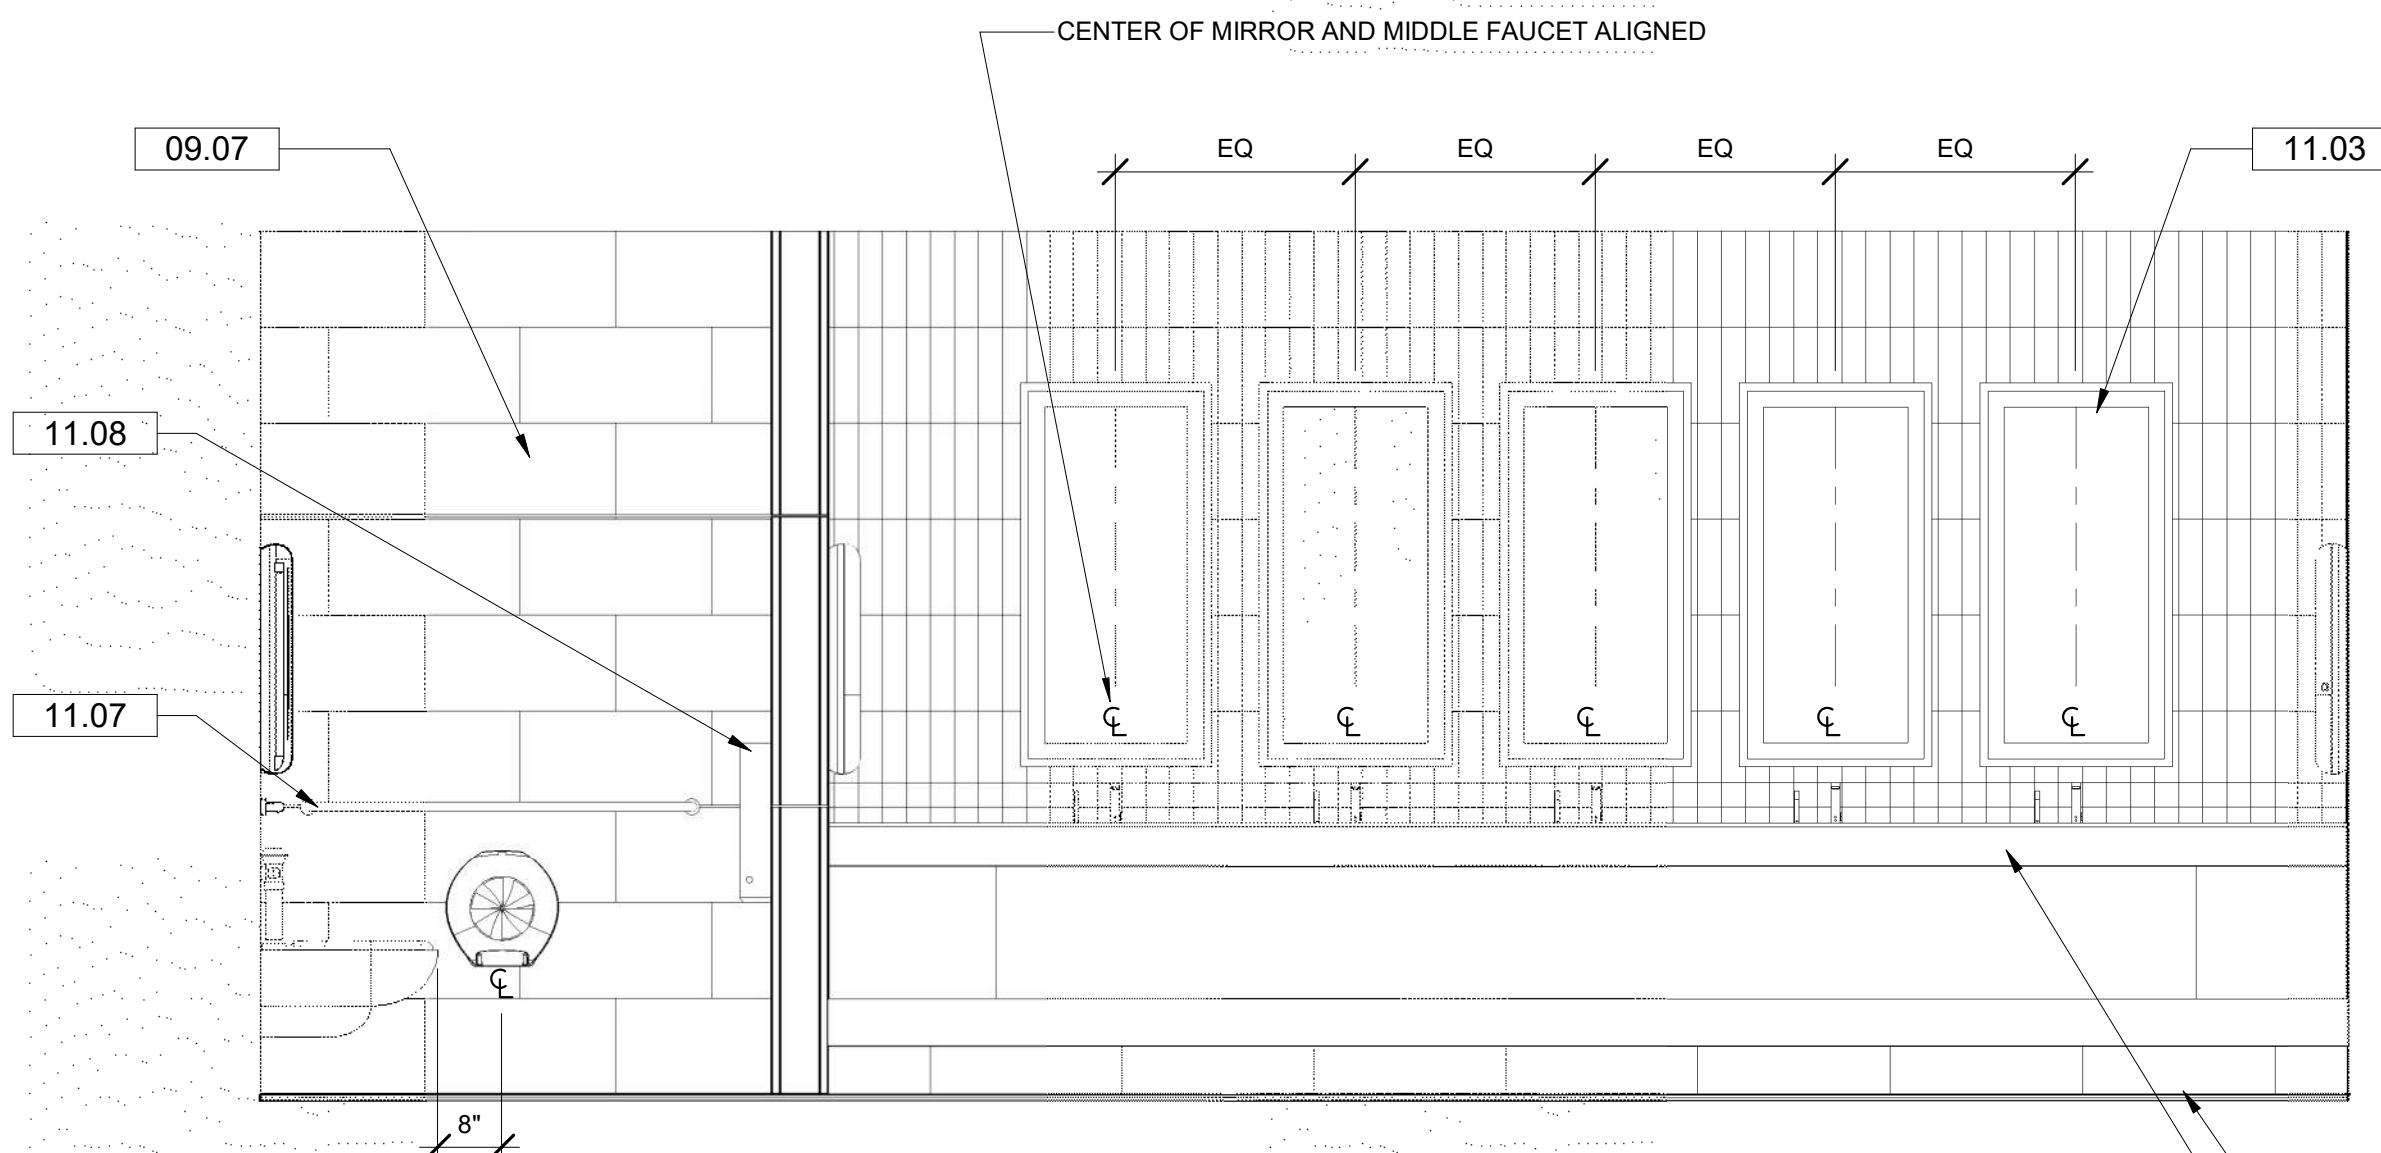 CENTER OF MIRROR AND MIDDLE FAUCET ALIGNED
09.07
EQ EQ EQ EQ
11.03
11.08
11.07
℄ ℄ ℄ ℄ ℄
℄
8"